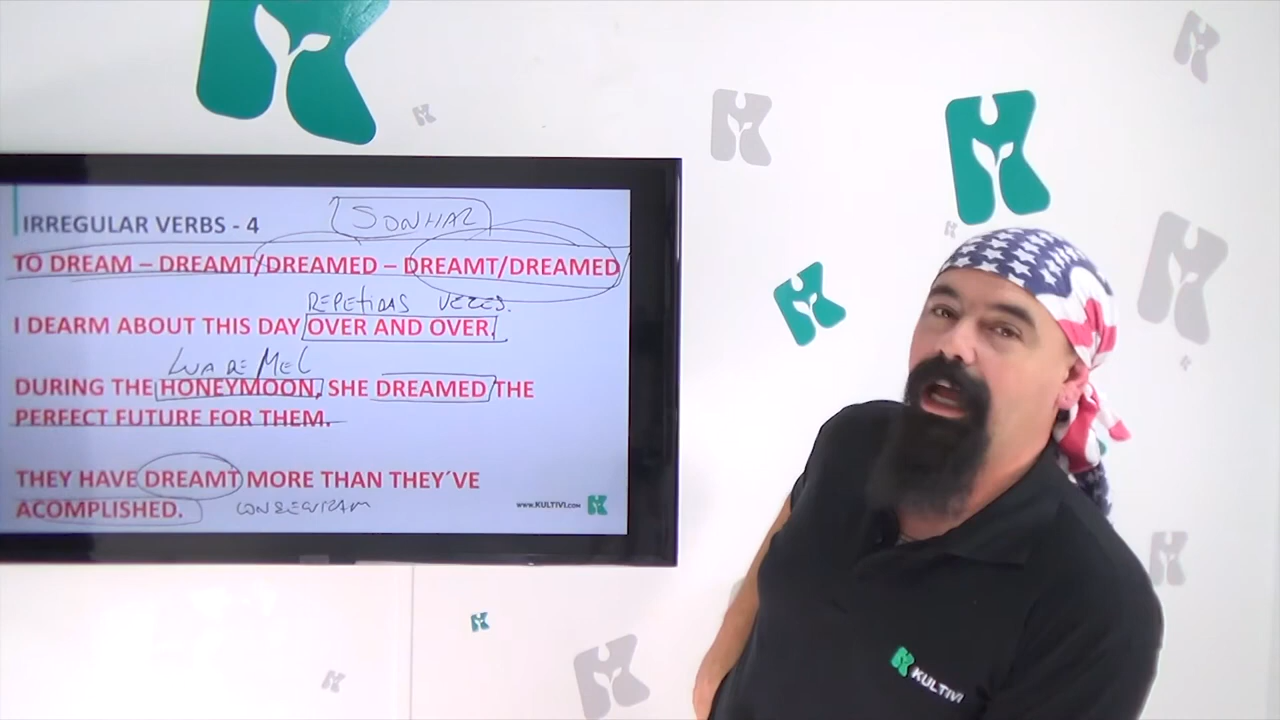 IRREGULAR VERBS - 4
SONHAR
TO DREAM – DREAMT/DREAMED – DREAMT/DREAMED
REPETIDAS VEZES.
I DEARM ABOUT THIS DAY OVER AND OVER.
LUA DE MEL
DURING THE HONEYMOON, SHE DREAMED THE
PERFECT FUTURE FOR THEM.
THEY HAVE DREAMT MORE THAN THEY´VE
ACOMPLISHED.
CONSEGUIRAM
WWW.KULTIVI.COM
KULTIVI